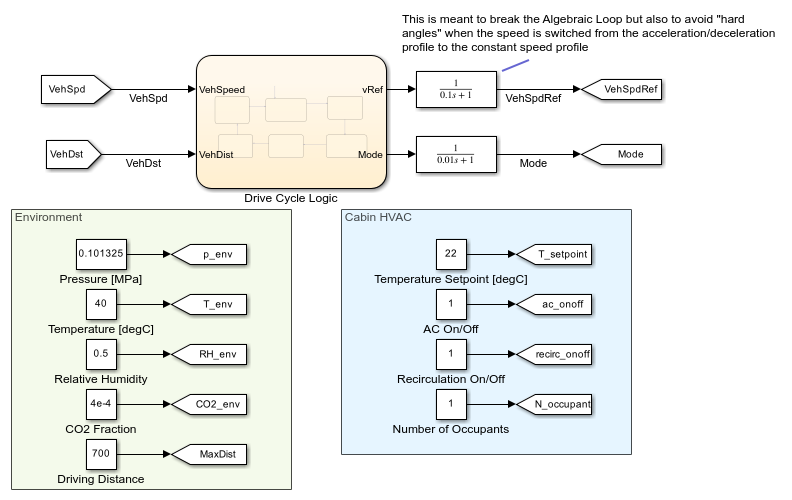 This is meant to break the Algebraic Loop but also to avoid "hard
angles" when the speed is switched from the acceleration/deceleration
profile to the constant speed profile
VehSpd
VehSpd
VehSpeed
vRef
1
0.1s + 1
VehSpdRef
VehSpdRef
VehDst
VehDst
VehDist
Mode
1
0.01s + 1
Mode
Mode
Drive Cycle Logic
Environment
0.101325
p_env
Pressure [MPa]
40
T_env
Temperature [degC]
0.5
RH_env
Relative Humidity
4e-4
CO2_env
CO2 Fraction
700
MaxDist
Driving Distance
Cabin HVAC
22
T_setpoint
Temperature Setpoint [degC]
1
ac_onoff
AC On/Off
1
recirc_onoff
Recirculation On/Off
1
N_occupant
Number of Occupants